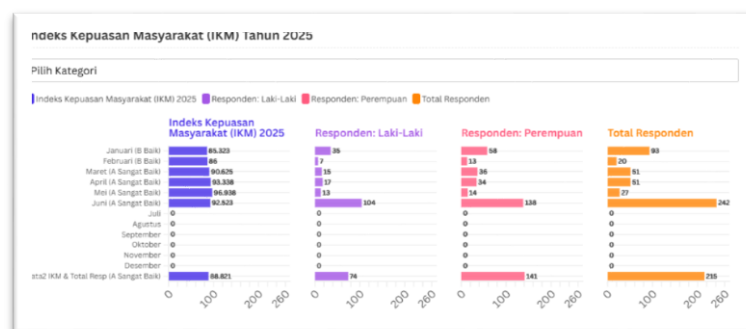 ndeks Kepuasan Masyarakat (IKM) Tahun 2025
Pilih Kategori
Indeks Kepuasan Masyarakat (IKM) 2025 Responden: Laki-Laki Responden: Perempuan Total Responden
Indeks Kepuasan
Masyarakat (IKM) 2025 Responden: Laki-Laki Responden: Perempuan Total Responden
Januari (B Baik) 85.323 35 58 93
Februari (B Baik) 86 7 13 20
Maret (A Sangat Baik) 90.625 15 36 51
April (A Sangat Baik) 93.338 17 34 51
Mei (A Sangat Baik) 96.938 13 14 27
Juni (A Sangat Baik) 92.523 104 138 242
Juli 0 0 0 0
Agustus 0 0 0 0
September 0 0 0 0
Oktober 0 0 0 0
November 0 0 0 0
Desember 0 0 0 0
ata2 IKM & Total Resp (A Sangat Baik) 88.821 74 141 215
0 100 200 260 0 100 200 260 0 100 200 260 0 100 200 260